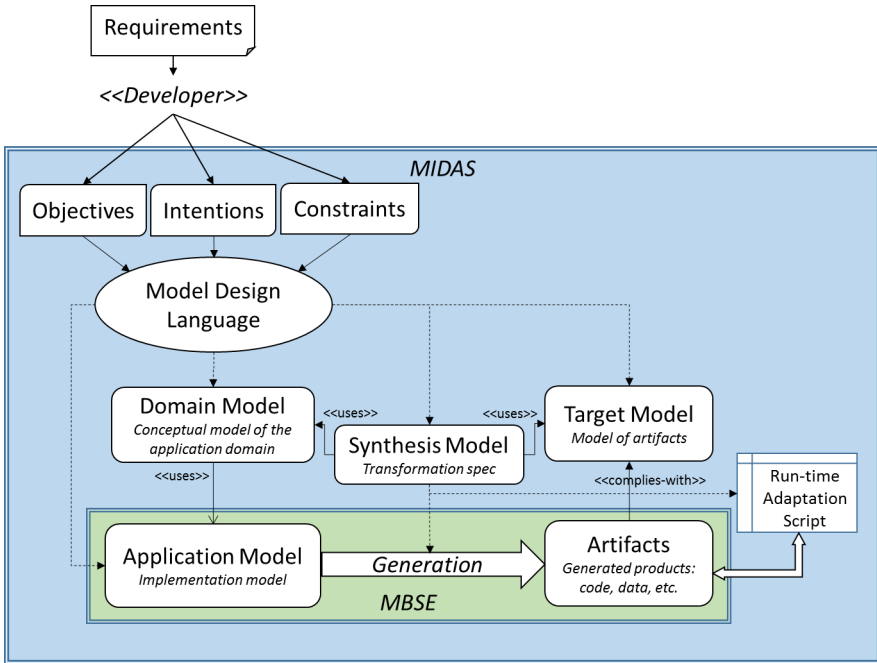 Requirements
<<Developer>>
MIDAS
Objectives
Intentions
Constraints
Model Design
Language
Domain Model
Conceptual model of the
application domain
<<uses>>
Synthesis Model
Transformation spec
<<uses>>
Target Model
Model of artifacts
<<uses>>
<<complies-with>>
Run-time
Adaptation
Script
Application Model
Implementation model
Generation
Artifacts
Generated products:
code, data, etc.
MBSE